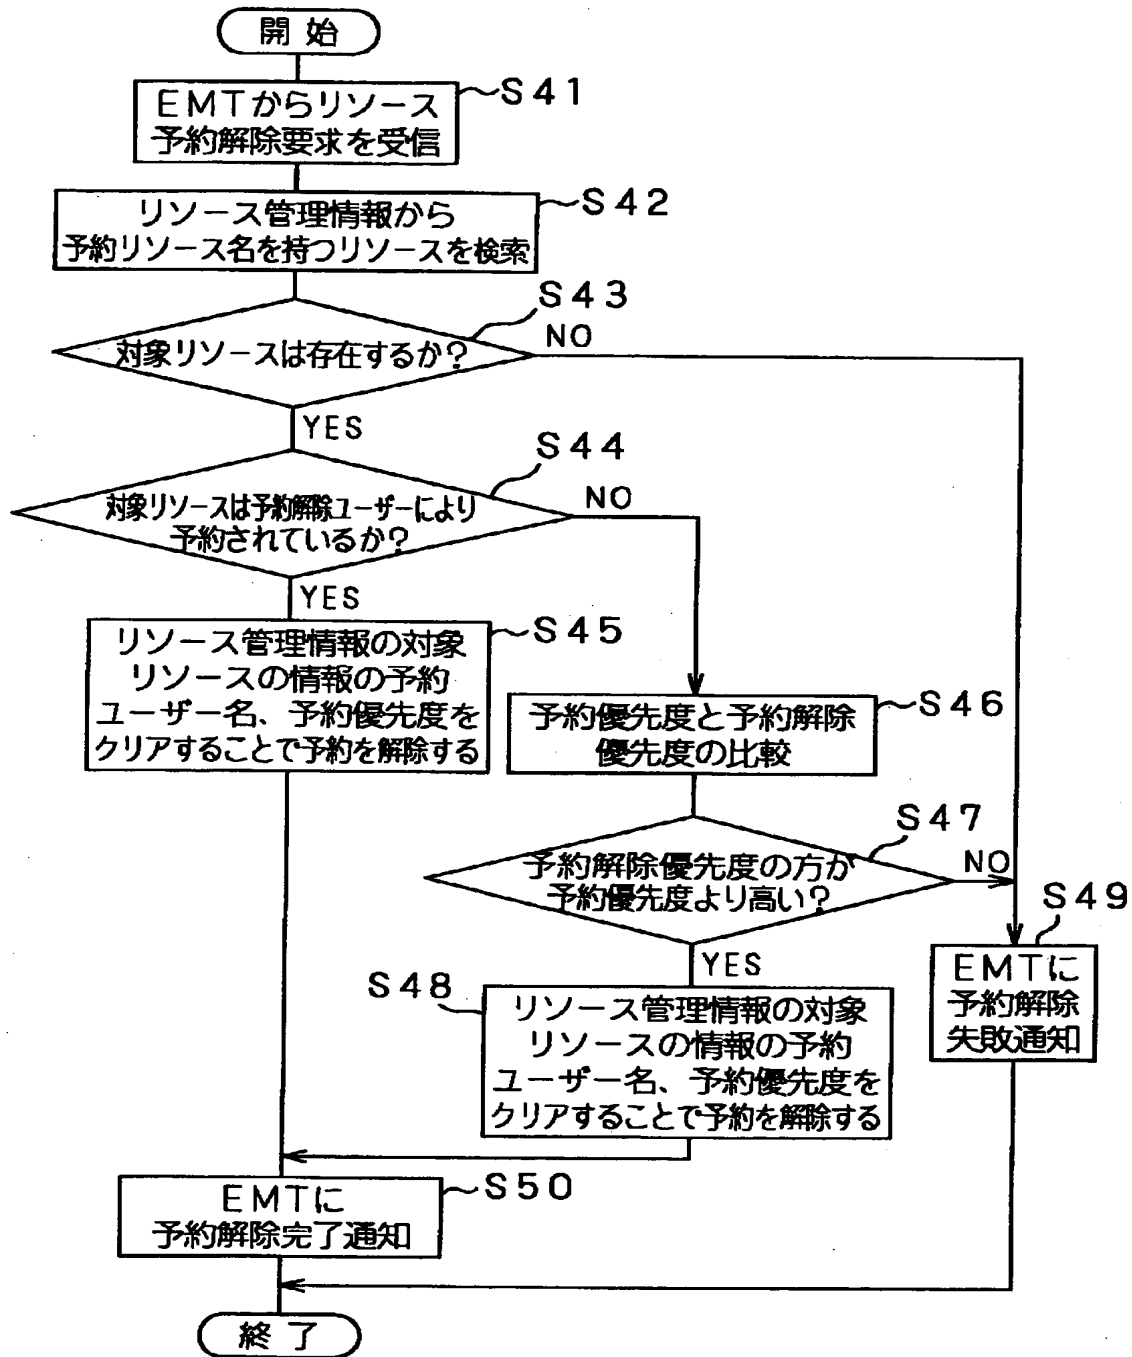 開始
S41
EMTからリソース
予約解除要求を受信
S42
リソース管理情報から
予約リソース名を持つリソースを検索
S43
対象リソースは存在するか?
NO
YES
S44
対象リソースは予約解除ユーザーにより
予約されているか?
NO
YES
S45
リソース管理情報の対象
リソースの情報の予約
ユーザー名、予約優先度を
クリアすることで予約を解除する
S46
予約優先度と予約解除
優先度の比較
S47
予約解除優先度の方が
予約優先度より高い?
NO
YES
S48
リソース管理情報の対象
リソースの情報の予約
ユーザー名、予約優先度を
クリアすることで予約を解除する
S49
EMTに
予約解除
失敗通知
S50
EMTに
予約解除完了通知
終了